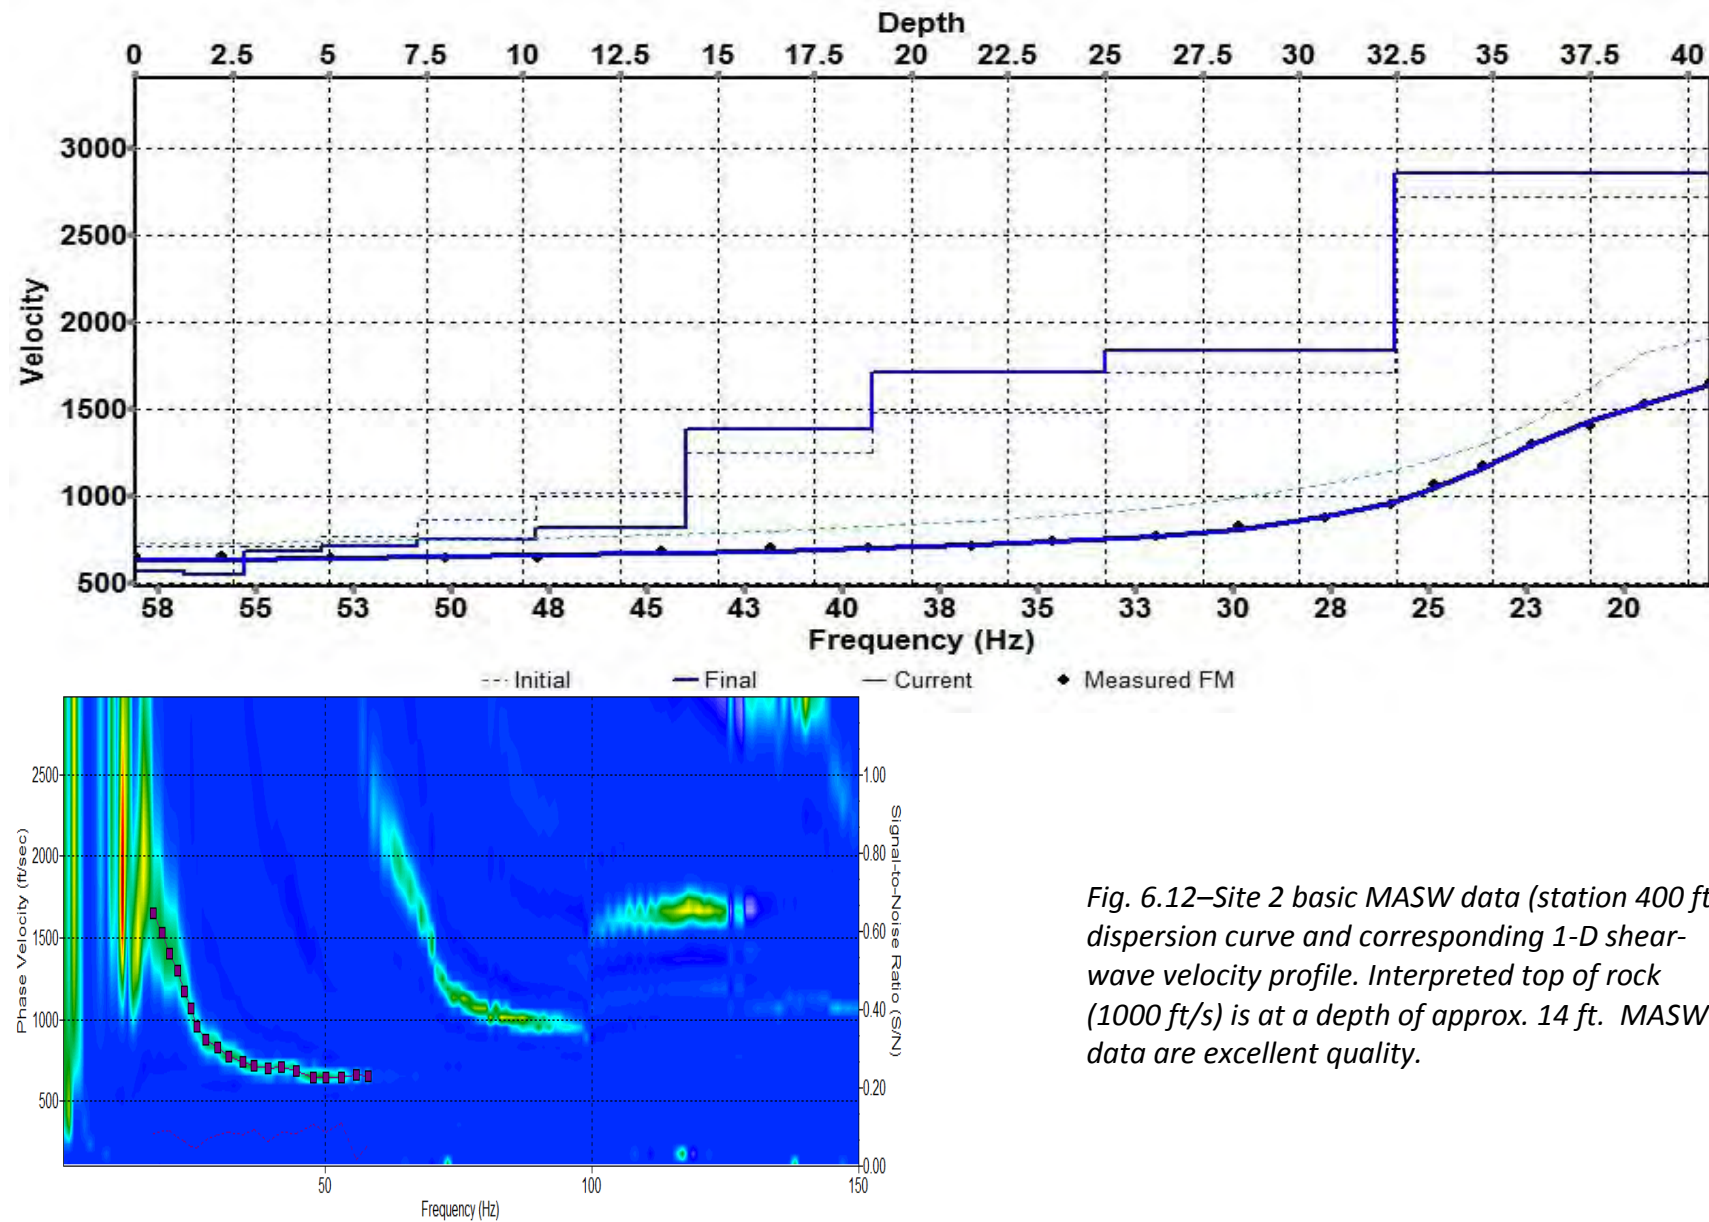 Depth
0 2.5 5 7.5 10 12.5 15 17.5 20 22.5 25 27.5 30 32.5 35 37.5 40
3000
2500
2000
1500
1000
500
Velocity
58 55 53 50 48 45 43 40 38 35 33 30 28 25 23 20
Frequency (Hz)
Initial Final Current Measured FM
2500
2000
1500
1000
500
Phase Velocity (ft/sec)
1.00
0.80
0.60
0.40
0.20
0.00
Signal-to-Noise Ratio (S/N)
50 100 150
Frequency (Hz)
Fig. 6.12–Site 2 basic MASW data (station 400 ft
dispersion curve and corresponding 1-D shear-
wave velocity profile. Interpreted top of rock
(1000 ft/s) is at a depth of approx. 14 ft. MASW
data are excellent quality.